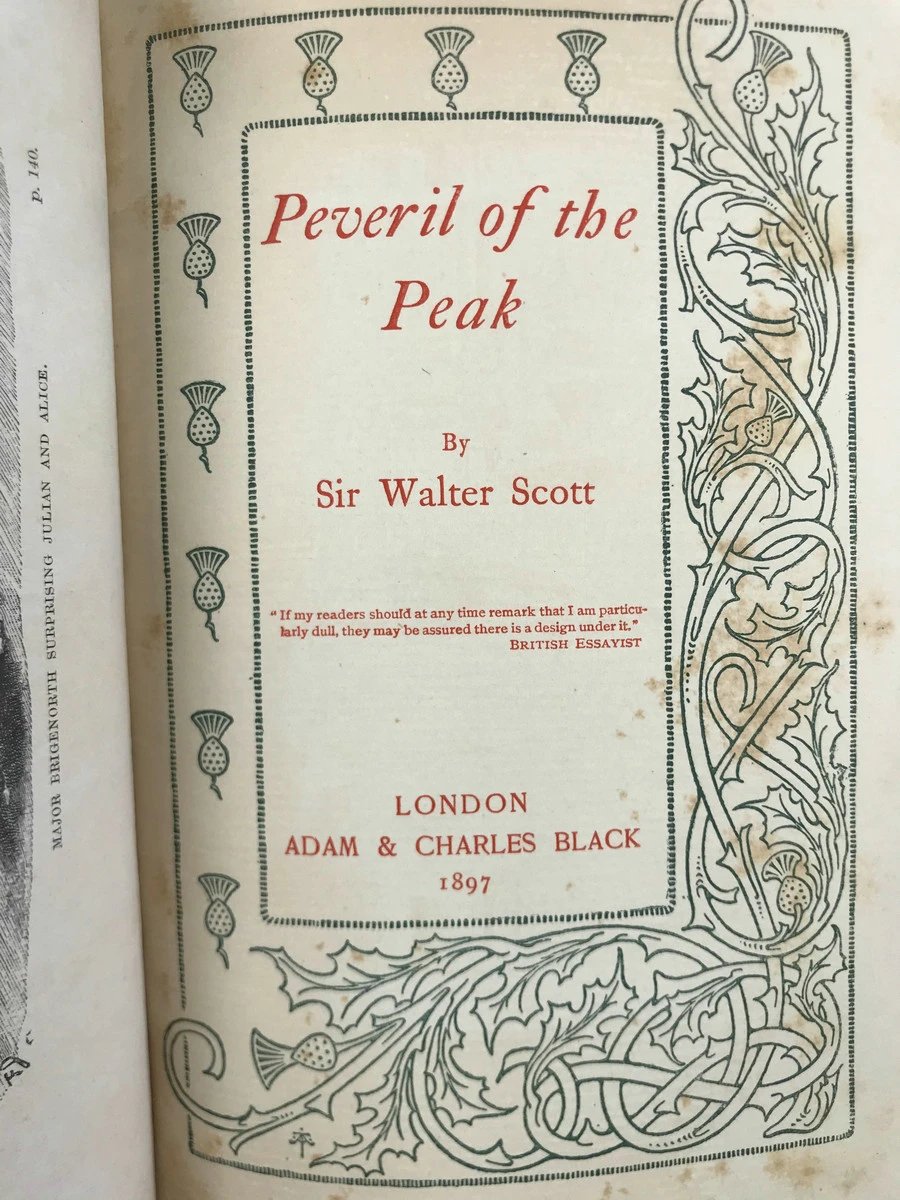 MAJOR BRIGENORTH SURPRISING JULIAN AND ALICE.
p. 140.
Peveril of the
Peak
By
Sir Walter Scott
“If my readers should at any time remark that I am particu-
larly dull, they may be assured there is a design under it.”
BRITISH ESSAYIST
LONDON
ADAM & CHARLES BLACK
1897